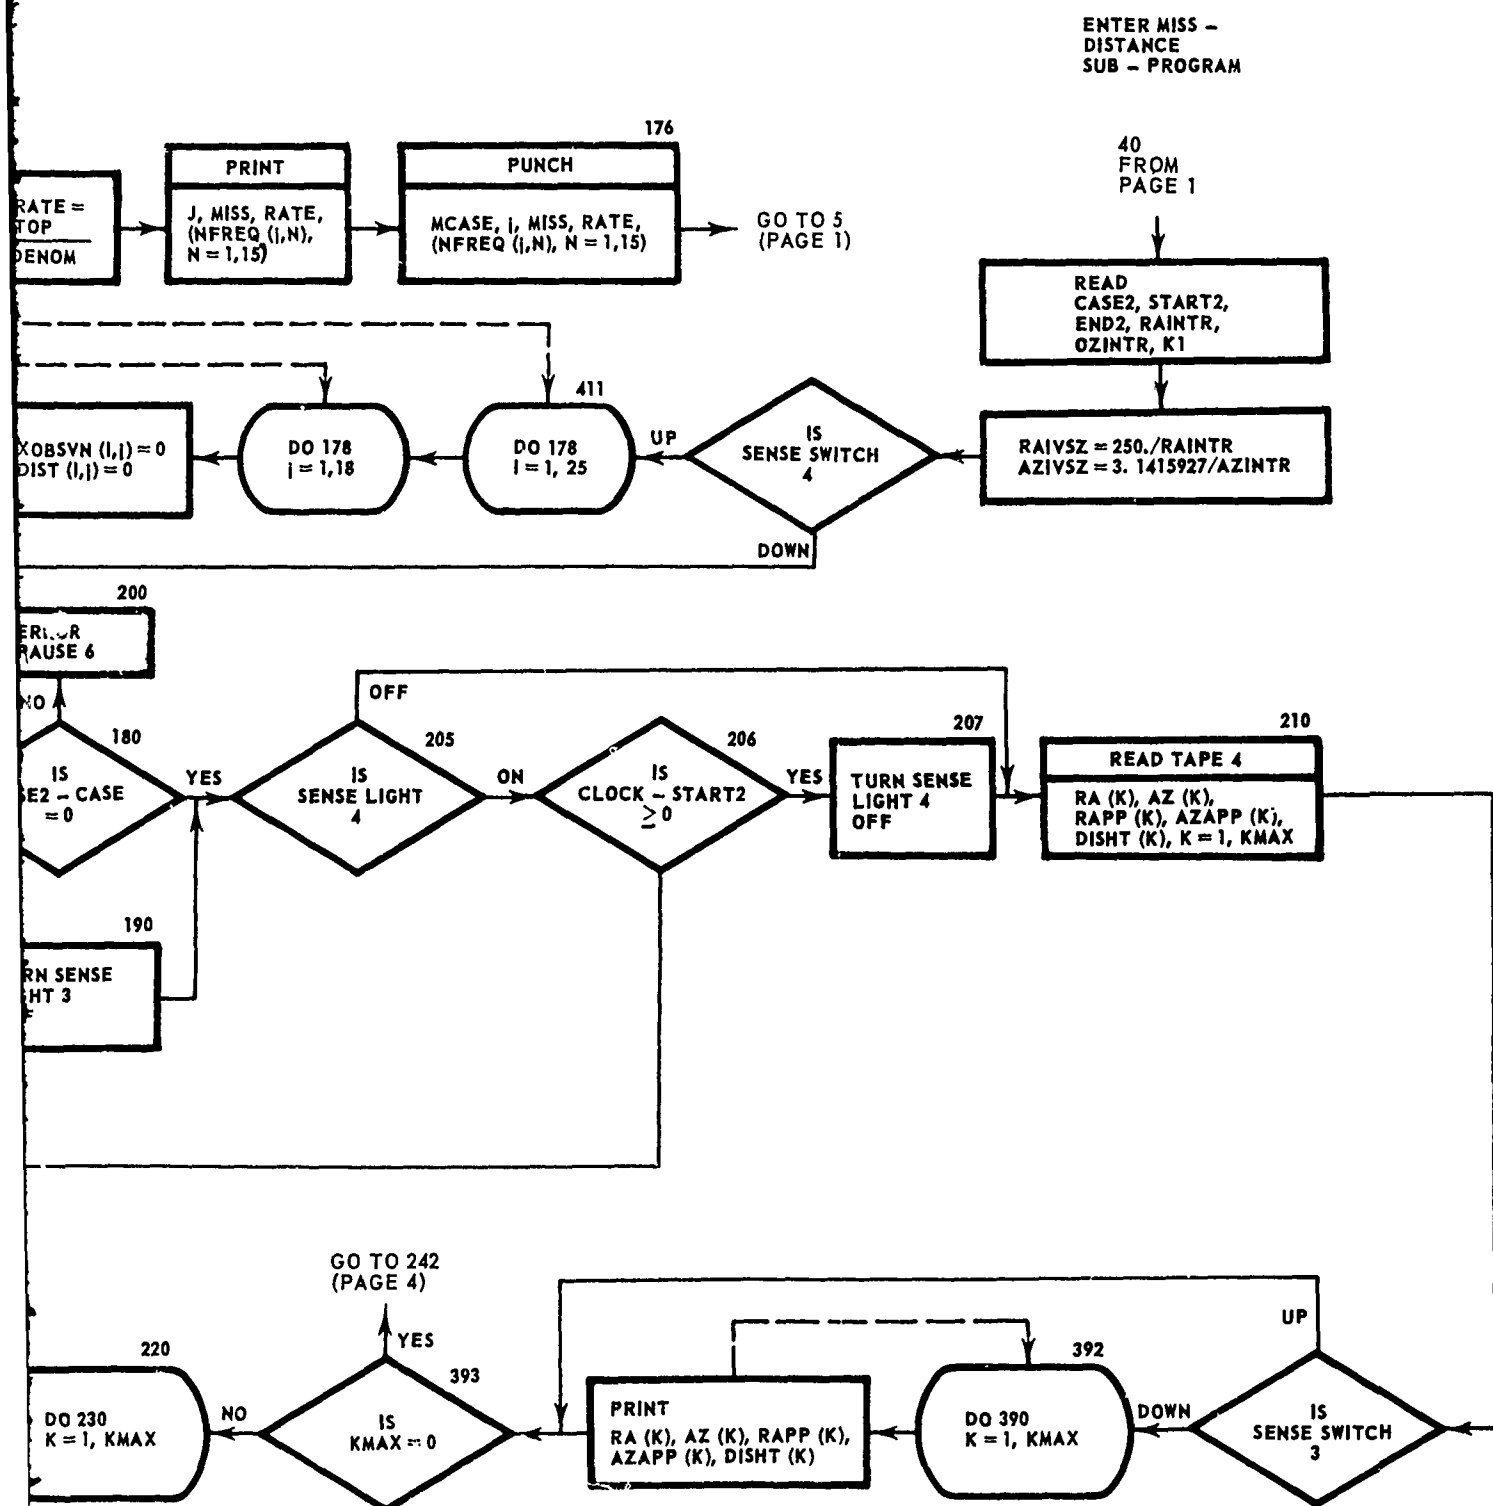 ENTER MISS –
DISTANCE
SUB – PROGRAM
40
FROM
PAGE 1
RATE =
TOP
DENOM
PRINT
J, MISS, RATE,
(NFREQ (j,N),
N = 1,15)
176
PUNCH
MCASE, j, MISS, RATE,
(NFREQ (j,N), N = 1,15)
GO TO 5
(PAGE 1)
READ
CASE2, START2,
END2, RAINTR,
OZINTR, K1
RAIVSZ = 250./RAINTR
AZIVSZ = 3. 1415927/AZINTR
IS
SENSE SWITCH
4
UP
DOWN
411
DO 178
I = 1, 25
DO 178
j = 1,18
XOBSVN (I,j) = 0
DIST (I,j) = 0
200
ERROR
PAUSE 6
NO
180
IS
SE2 – CASE
= 0
YES
190
RN SENSE
HT 3
OFF
205
IS
SENSE LIGHT
4
ON
206
IS
CLOCK – START2
≥ 0
YES
207
TURN SENSE
LIGHT 4
OFF
210
READ TAPE 4
RA (K), AZ (K),
RAPP (K), AZAPP (K),
DISHT (K), K = 1, KMAX
UP
IS
SENSE SWITCH
3
DOWN
392
DO 390
K = 1, KMAX
PRINT
RA (K), AZ (K), RAPP (K),
AZAPP (K), DISHT (K)
GO TO 242
(PAGE 4)
YES
393
IS
KMAX = 0
NO
220
DO 230
K = 1, KMAX